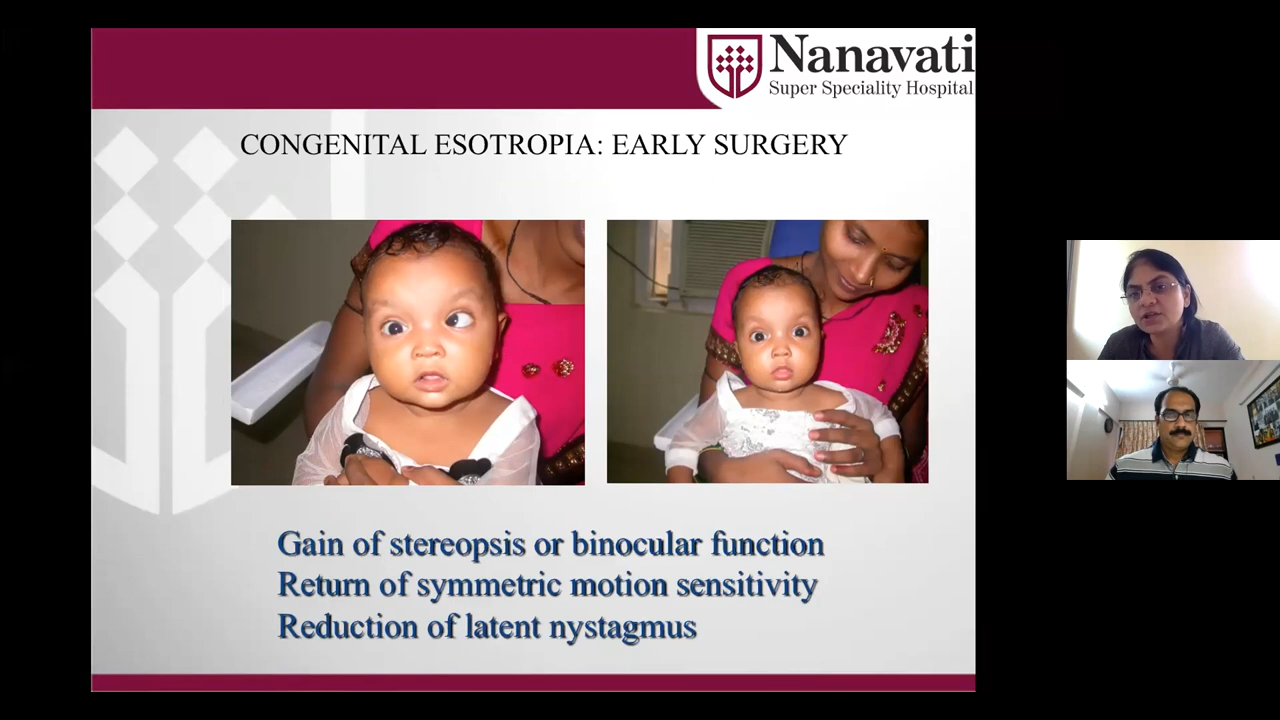 Nanavati
Super Speciality Hospital
CONGENITAL ESOTROPIA: EARLY SURGERY
Gain of stereopsis or binocular function
Return of symmetric motion sensitivity
Reduction of latent nystagmus